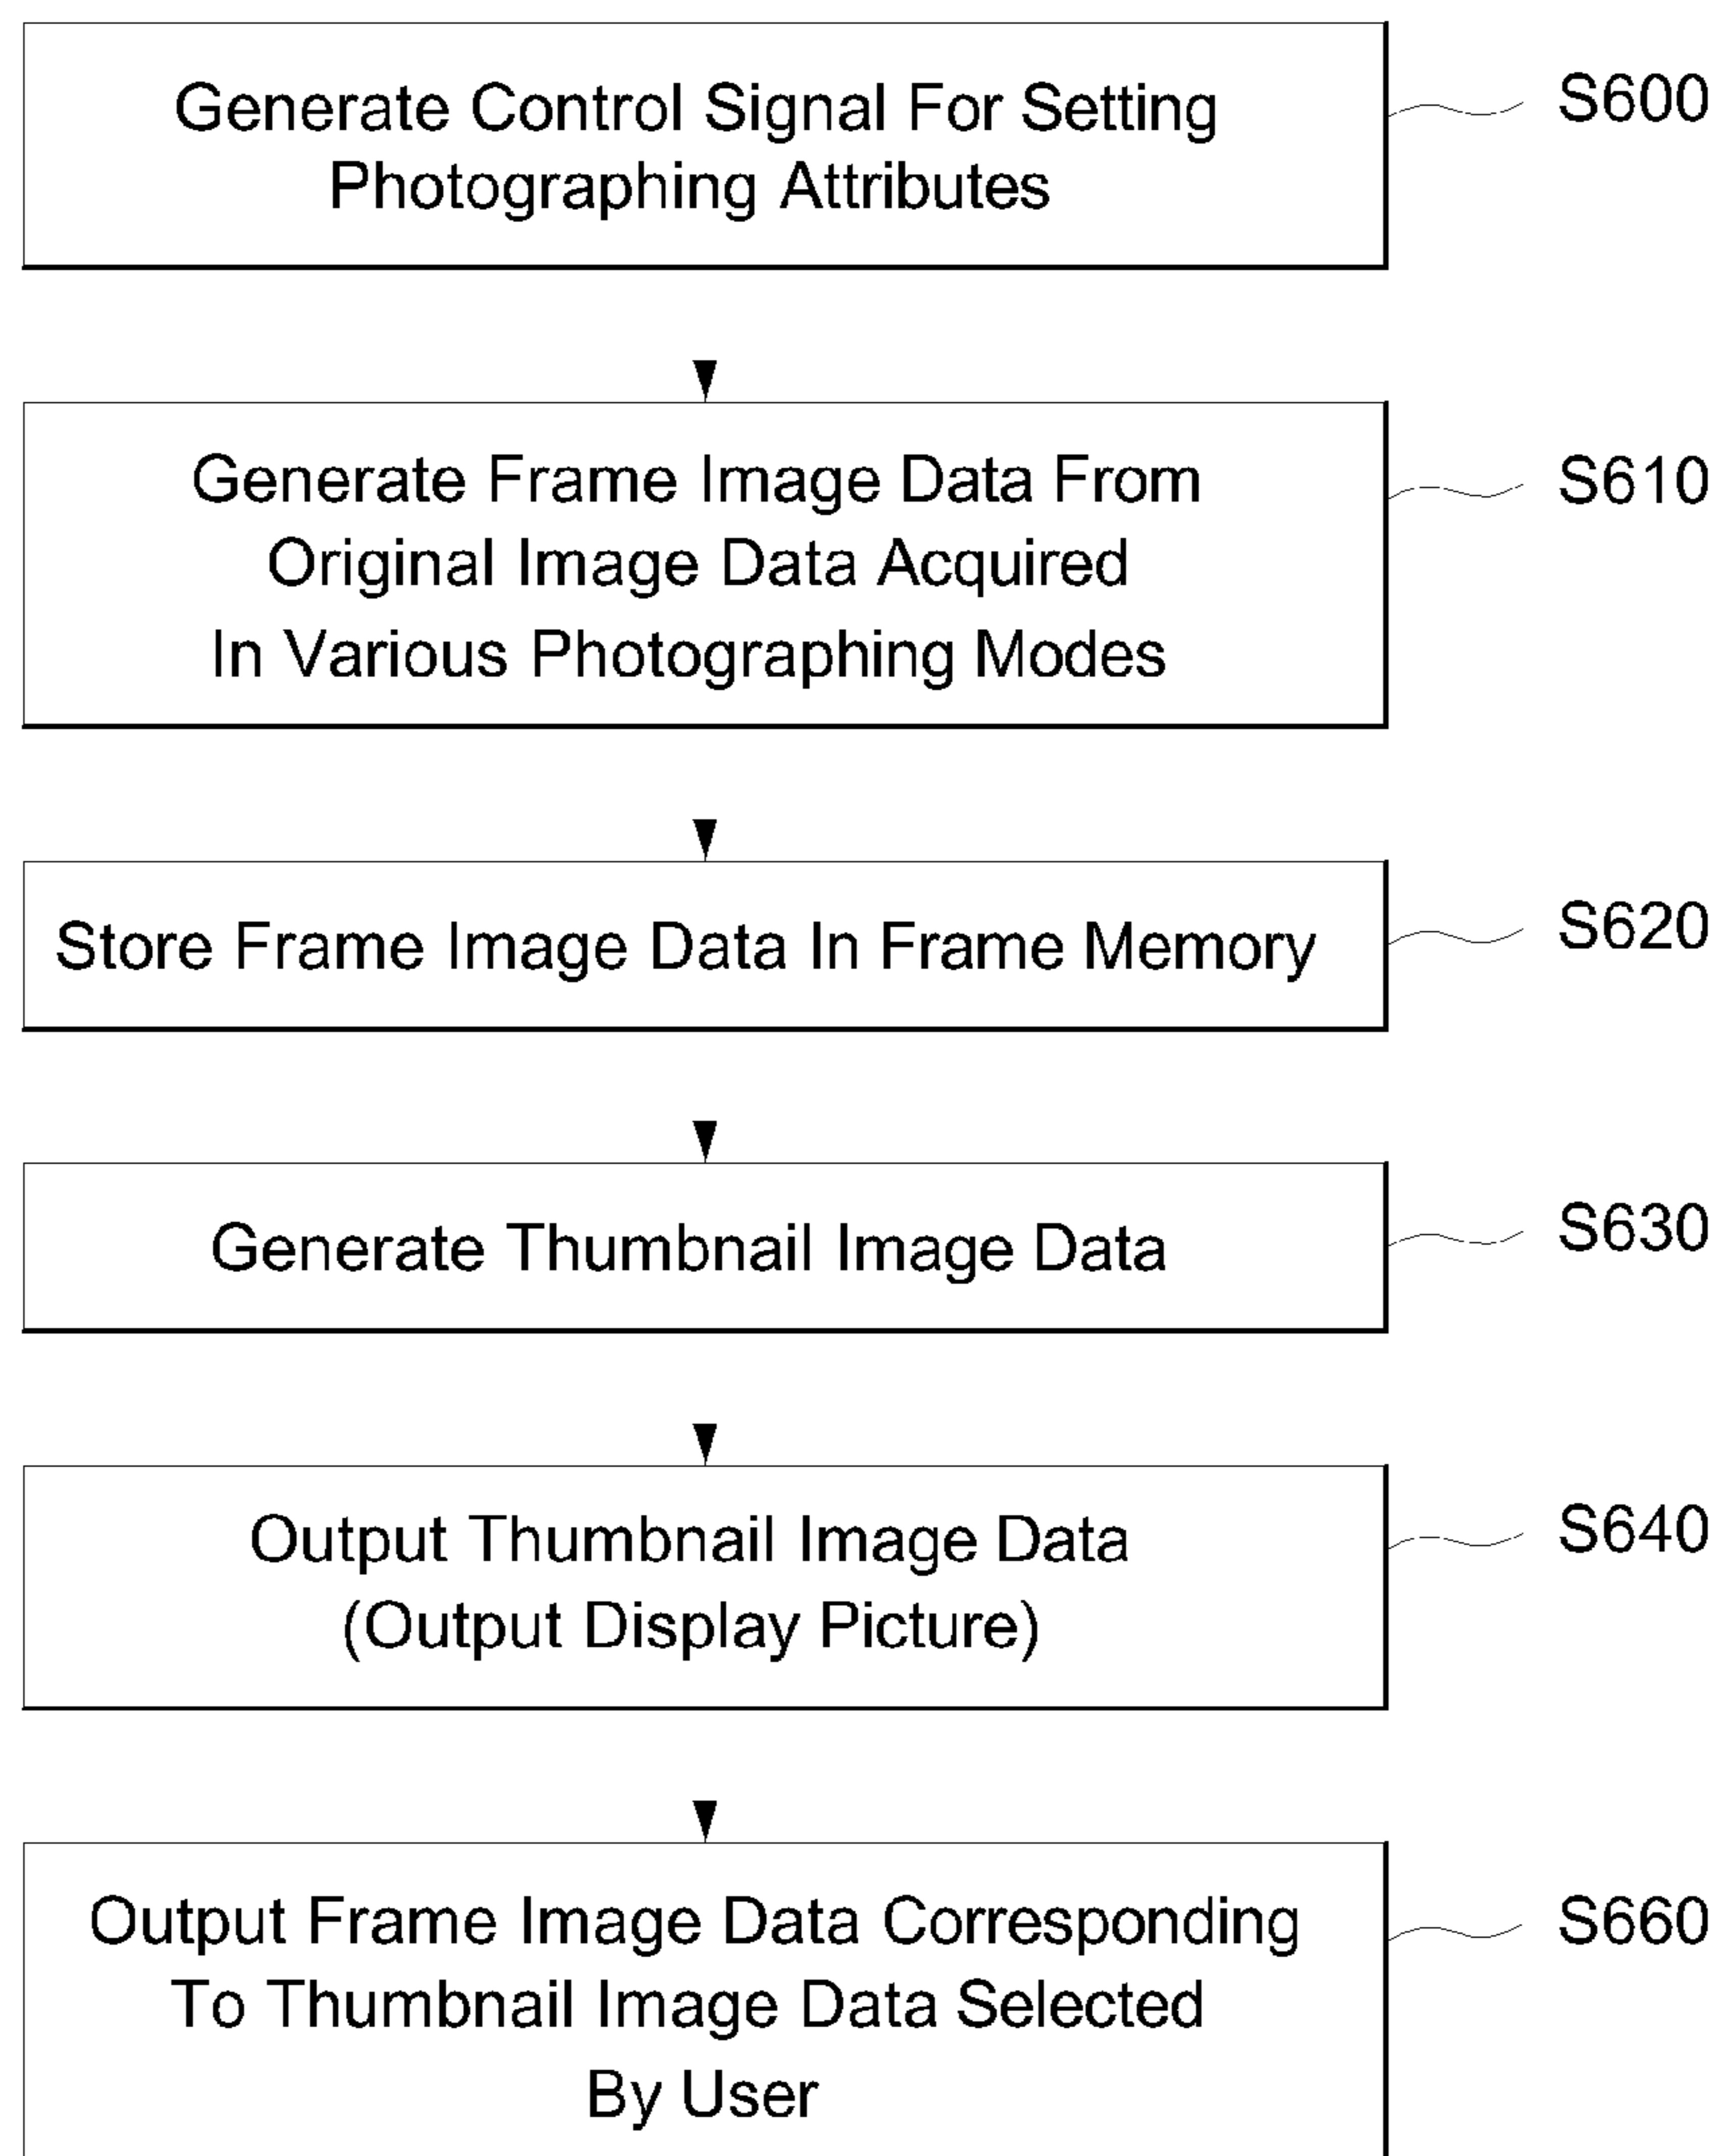 Generate Control Signal For Setting
Photographing Attributes
S600
Generate Frame Image Data From
Original Image Data Acquired
In Various Photographing Modes
S610
Store Frame Image Data In Frame Memory
S620
Generate Thumbnail Image Data
S630
Output Thumbnail Image Data
(Output Display Picture)
S640
Output Frame Image Data Corresponding
To Thumbnail Image Data Selected
By User
S660